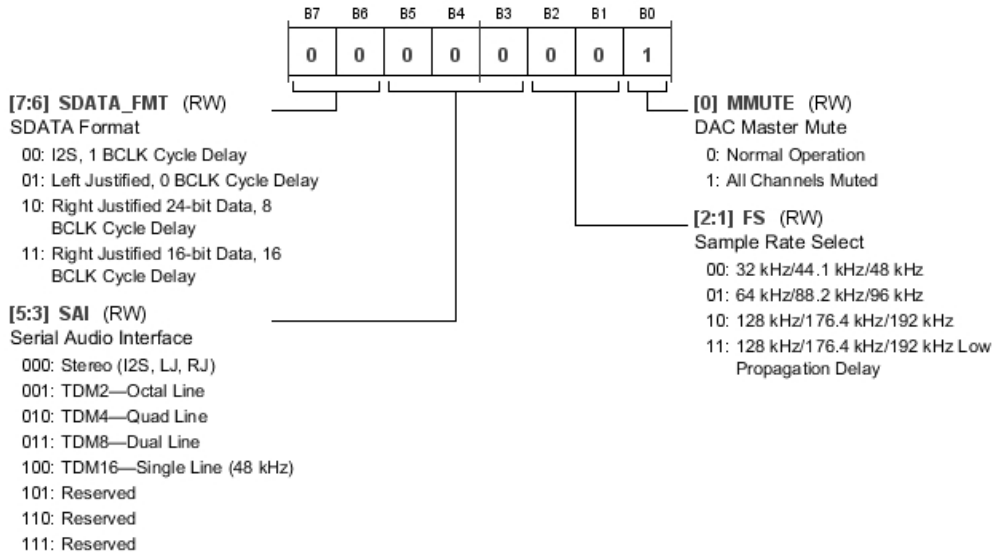 B7 B6 B5 B4 B3 B2 B1 B0
0 0 0 0 0 0 0 1
[7:6] SDATA_FMT (RW)
SDATA Format
00: I2S, 1 BCLK Cycle Delay
01: Left Justified, 0 BCLK Cycle Delay
10: Right Justified 24-bit Data, 8
BCLK Cycle Delay
11: Right Justified 16-bit Data, 16
BCLK Cycle Delay
[5:3] SAI (RW)
Serial Audio Interface
000: Stereo (I2S, LJ, RJ)
001: TDM2—Octal Line
010: TDM4—Quad Line
011: TDM8—Dual Line
100: TDM16—Single Line (48 kHz)
101: Reserved
110: Reserved
111: Reserved
[0] MMUTE (RW)
DAC Master Mute
0: Normal Operation
1: All Channels Muted
[2:1] FS (RW)
Sample Rate Select
00: 32 kHz/44.1 kHz/48 kHz
01: 64 kHz/88.2 kHz/96 kHz
10: 128 kHz/176.4 kHz/192 kHz
11: 128 kHz/176.4 kHz/192 kHz Low
Propagation Delay